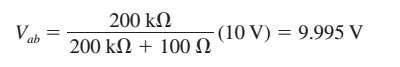 V_ab = 200 kΩ / (200 kΩ + 100 Ω) (10 V) = 9.995 V